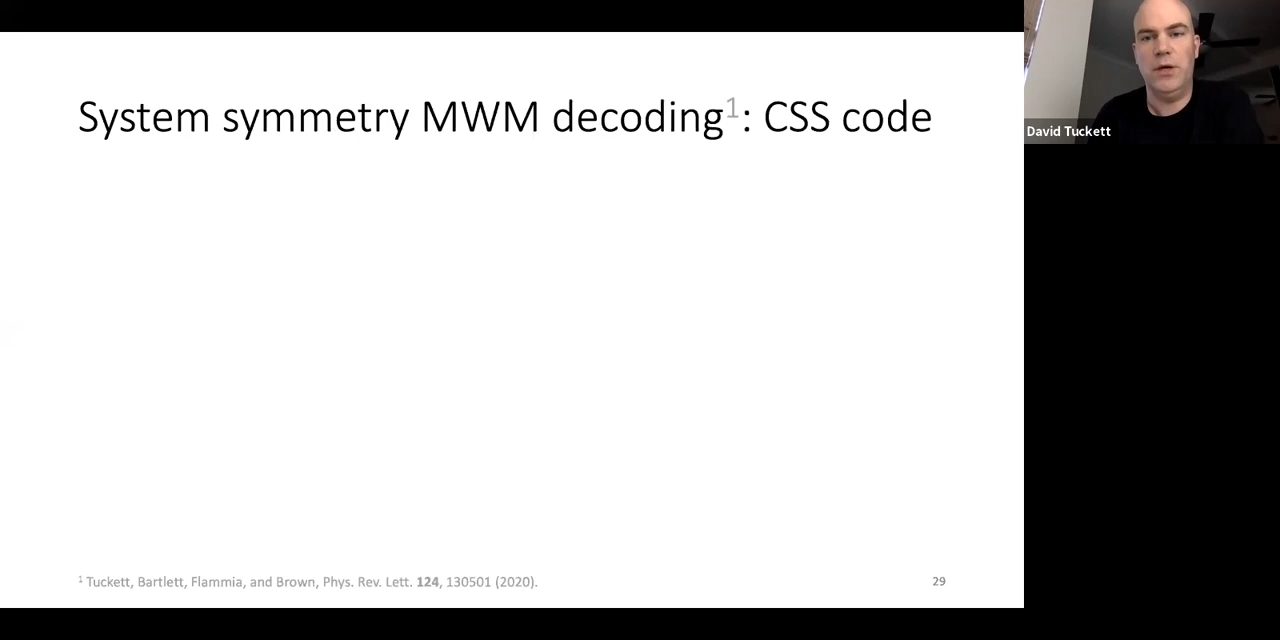 System symmetry MWM decoding¹: CSS code
David Tuckett
¹ Tuckett, Bartlett, Flammia, and Brown, Phys. Rev. Lett. 124, 130501 (2020).
29